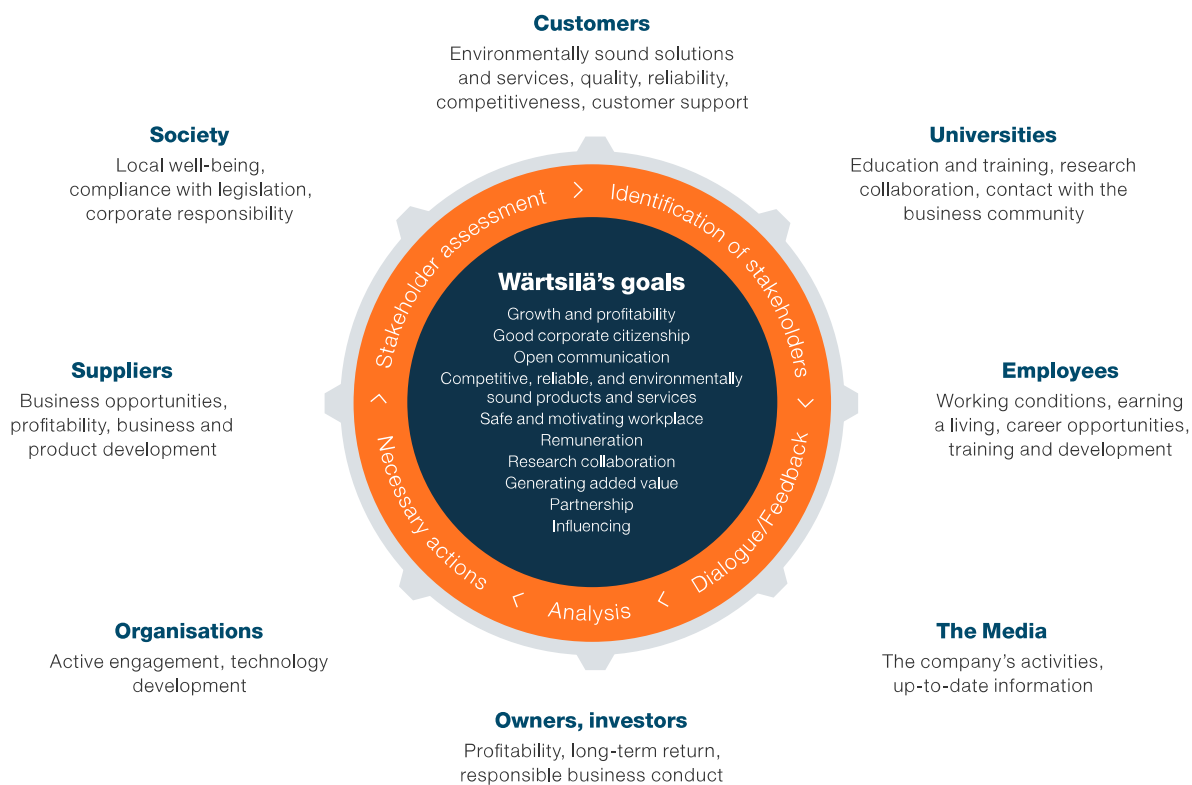 Customers
Environmentally sound solutions
and services, quality, reliability,
competitiveness, customer support
Society
Local well-being,
compliance with legislation,
corporate responsibility
Universities
Education and training, research
collaboration, contact with the
business community
Stakeholder assessment >
Identification of stakeholders >
Dialogue/Feedback >
Analysis >
Necessary actions >
Wärtsilä’s goals
Growth and profitability
Good corporate citizenship
Open communication
Competitive, reliable, and environmentally
sound products and services
Safe and motivating workplace
Remuneration
Research collaboration
Generating added value
Partnership
Influencing
Suppliers
Business opportunities,
profitability, business and
product development
Employees
Working conditions, earning
a living, career opportunities,
training and development
Organisations
Active engagement, technology
development
The Media
The company’s activities,
up-to-date information
Owners, investors
Profitability, long-term return,
responsible business conduct